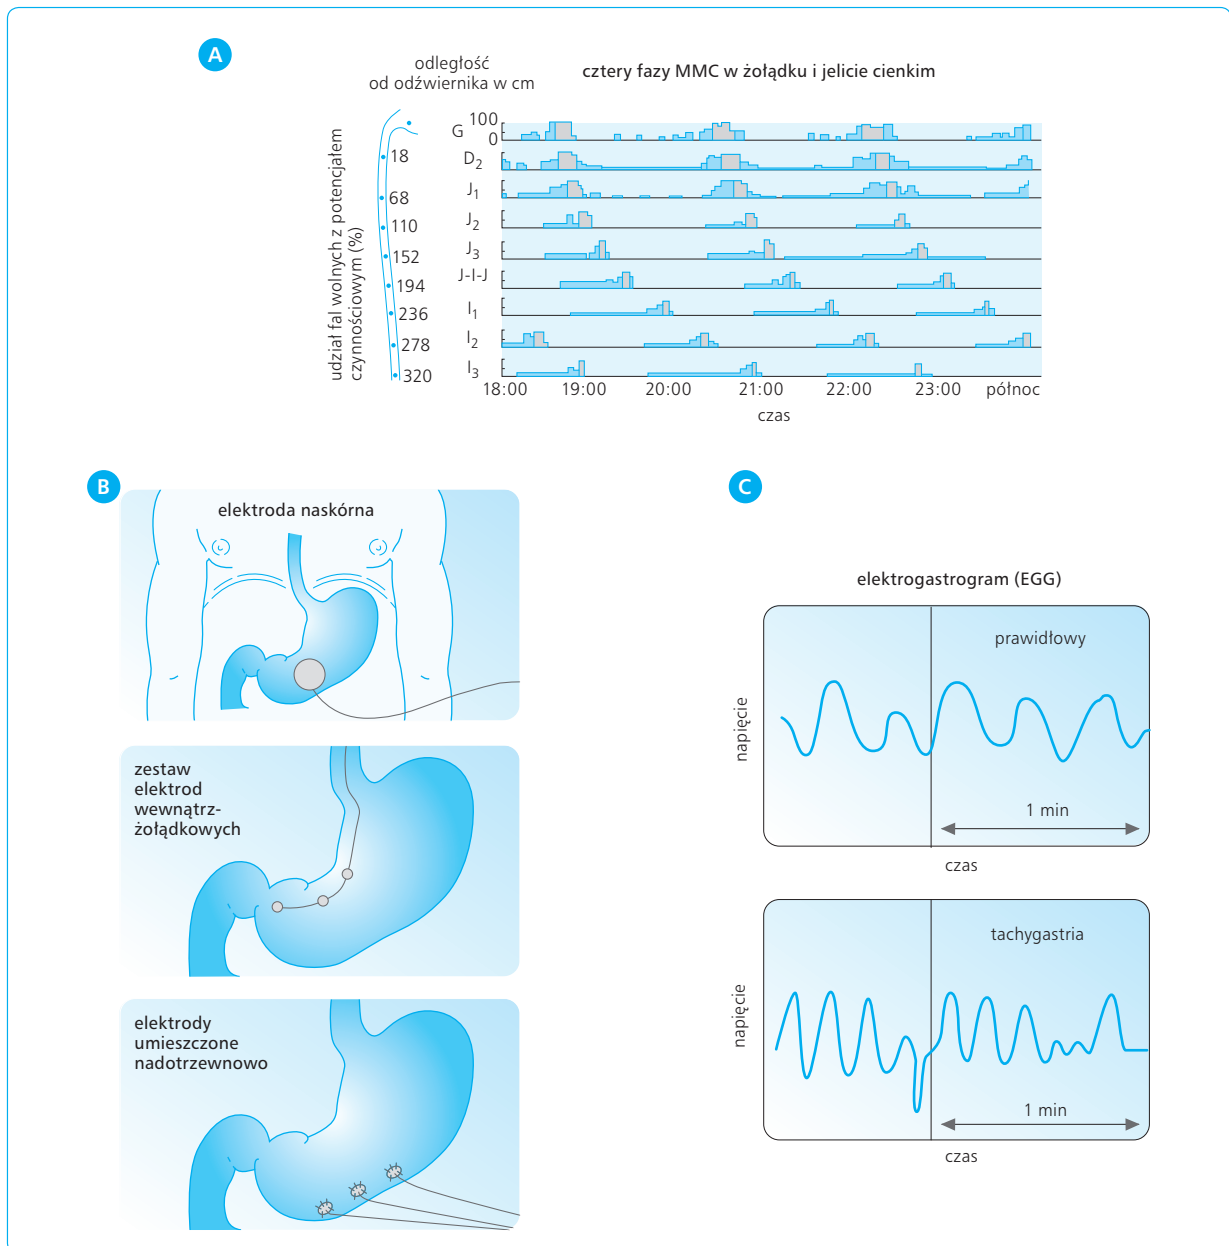 A
odległość
od odźwiernika w cm
cztery fazy MMC w żołądku i jelicie cienkim
udział fal wolnych z potencjałem
czynnościowym (%)
18
68
110
152
194
236
278
320
G 100
0
D2
J1
J2
J3
J-I-J
I1
I2
I3
18:00 19:00 20:00 21:00 22:00 23:00 północ
czas
B
elektroda naskórna
zestaw
elektrod
wewnątrz-
żołądkowych
elektrody
umieszczone
nadotrzewnowo
C
elektrogastrogram (EGG)
prawidłowy
napięcie
1 min
czas
tachygastria
napięcie
1 min
czas